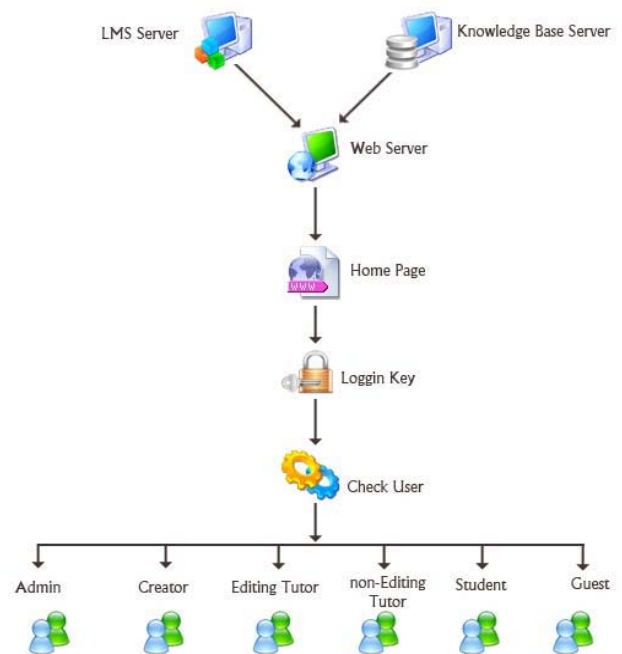 LMS Server
Knowledge Base Server
Web Server
Home Page
WWW
Loggin Key
Check User
Admin
Creator
Editing Tutor
non-Editing
Tutor
Student
Guest